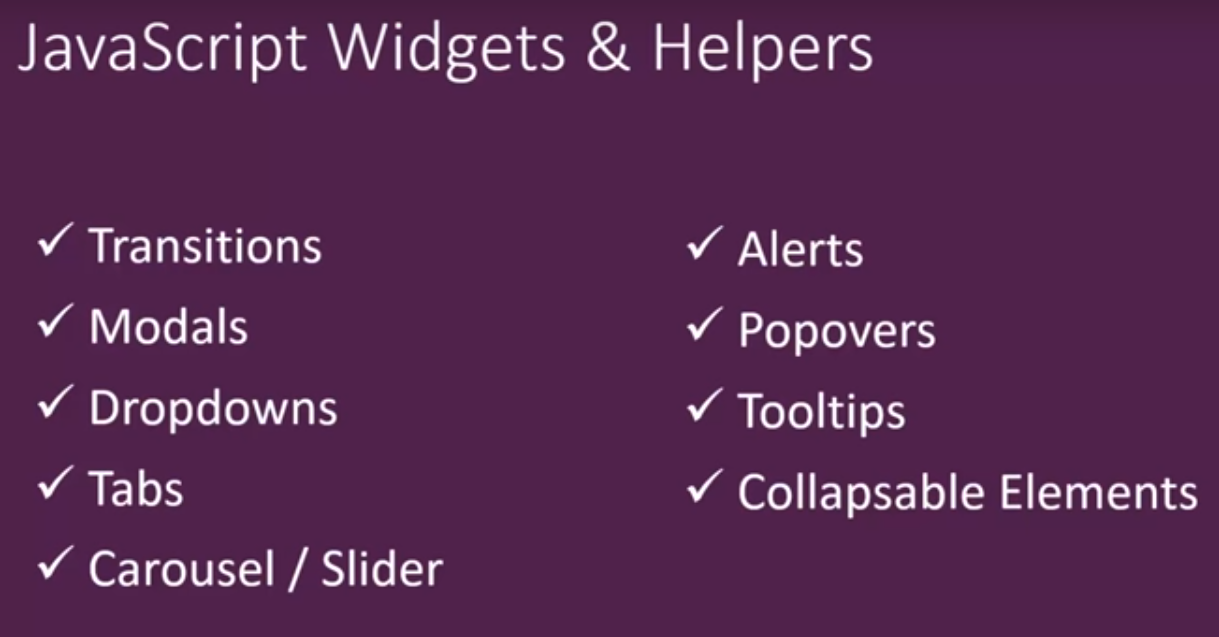 JavaScript Widgets & Helpers
✓ Transitions
✓ Modals
✓ Dropdowns
✓ Tabs
✓ Carousel / Slider
✓ Alerts
✓ Popovers
✓ Tooltips
✓ Collapsable Elements